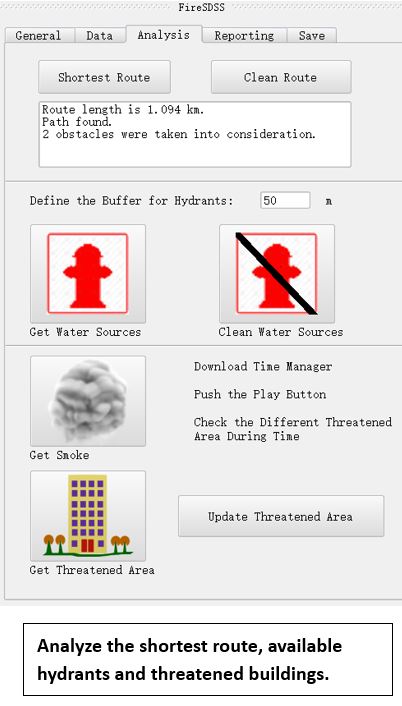 FireSDSS
General Data Analysis Reporting Save
Shortest Route Clean Route
Route length is 1.094 km.
Path found.
2 obstacles were taken into consideration.
Define the Buffer for Hydrants: 50 m
Get Water Sources Clean Water Sources
Download Time Manager
Push the Play Button
Check the Different Threatened
Area During Time
Get Smoke
Update Threatened Area
Get Threatened Area
Analyze the shortest route, available
hydrants and threatened buildings.